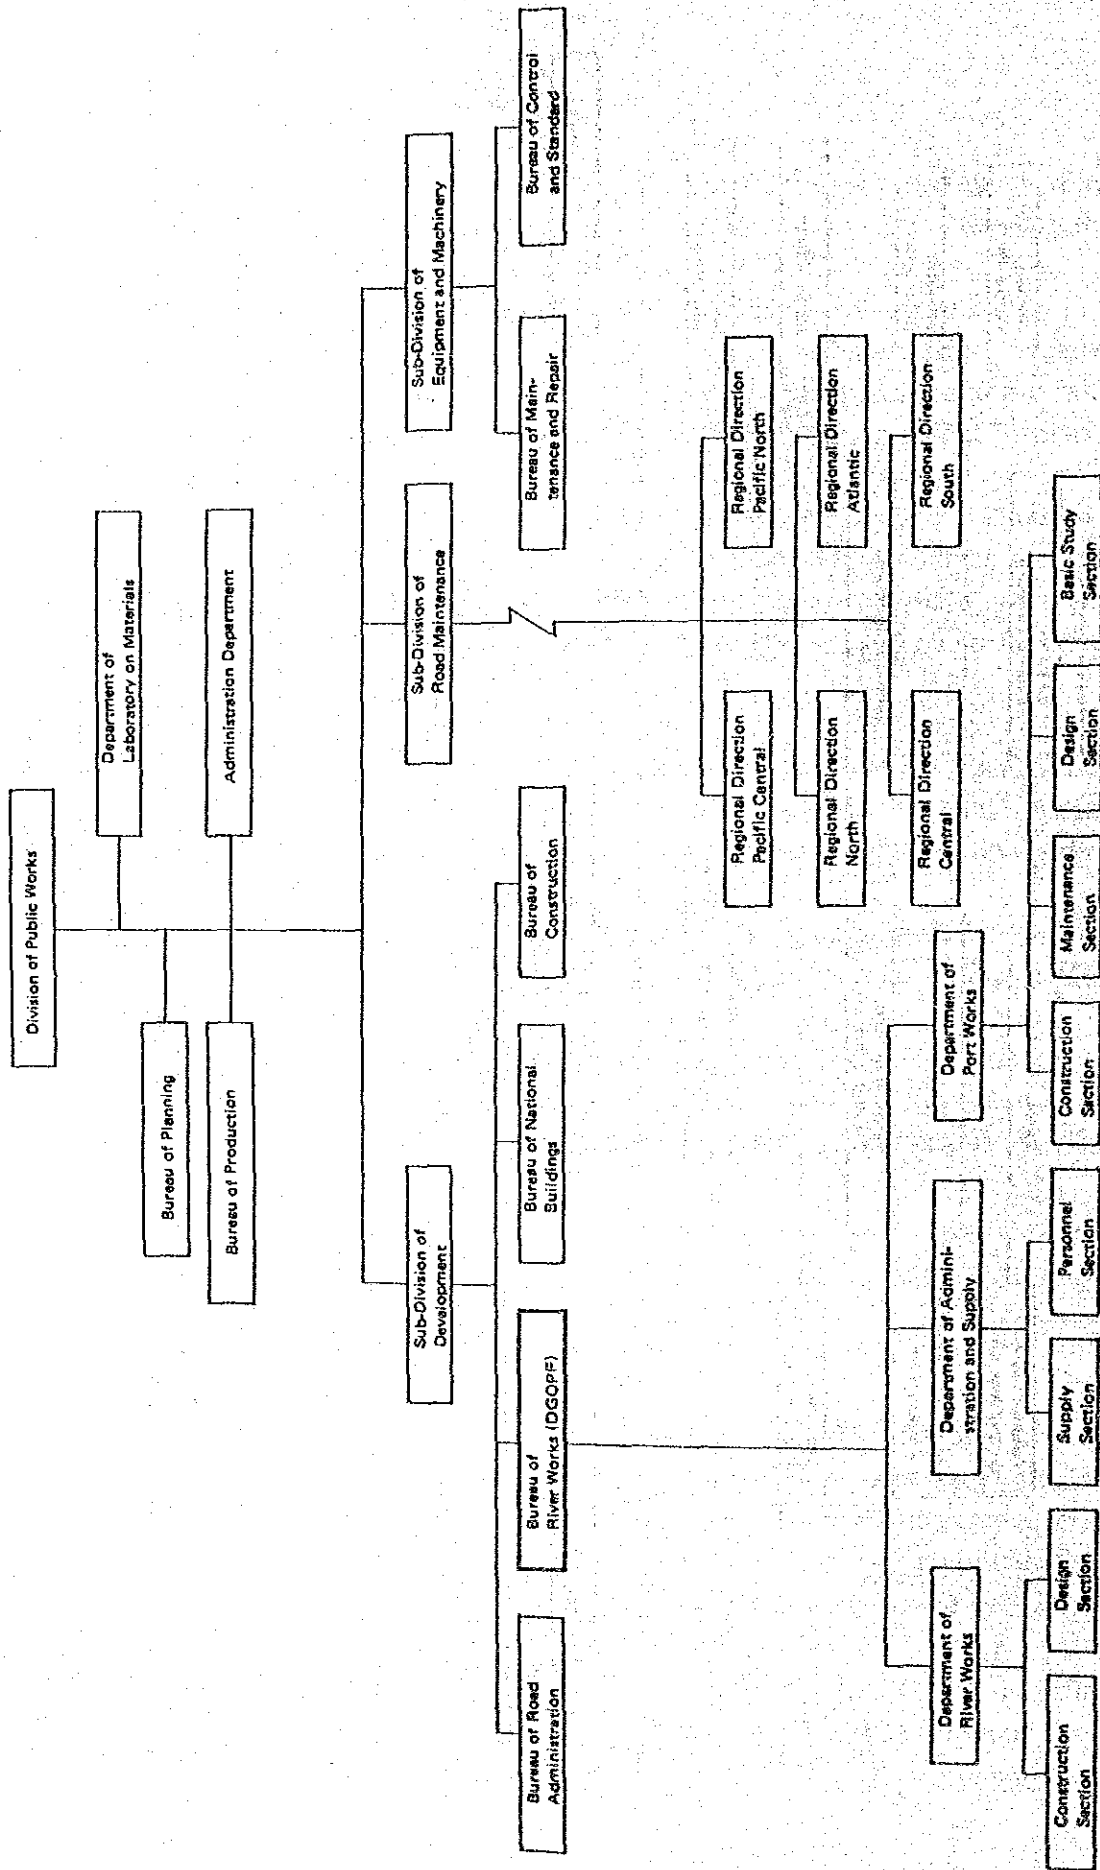 Division of Public Works
Department of
Laboratory on Materials
Bureau of Planning
Bureau of Production
Administration Department
Sub-Division of
Development
Sub-Division of
Road Maintenance
Sub-Division of
Equipment and Machinery
Bureau of Road
Administration
Bureau of
River Works (DGOPF)
Bureau of National
Buildings
Bureau of
Construction
Bureau of Main-
tenance and Repair
Bureau of Control
and Standard
Regional Direction
Pacific Central
Regional Direction
Pacific North
Regional Direction
North
Regional Direction
Atlantic
Regional Direction
Central
Regional Direction
South
Department of
River Works
Department of Admini-
stration and Supply
Department of
Port Works
Construction
Section
Design
Section
Supply
Section
Personnel
Section
Construction
Section
Maintenance
Section
Design
Section
Basic Study
Section